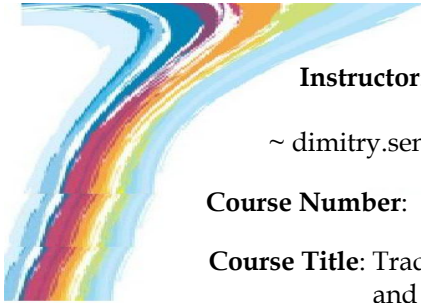 Instructor
~ dimitry.ser
Course Number:
Course Title: Trac
and